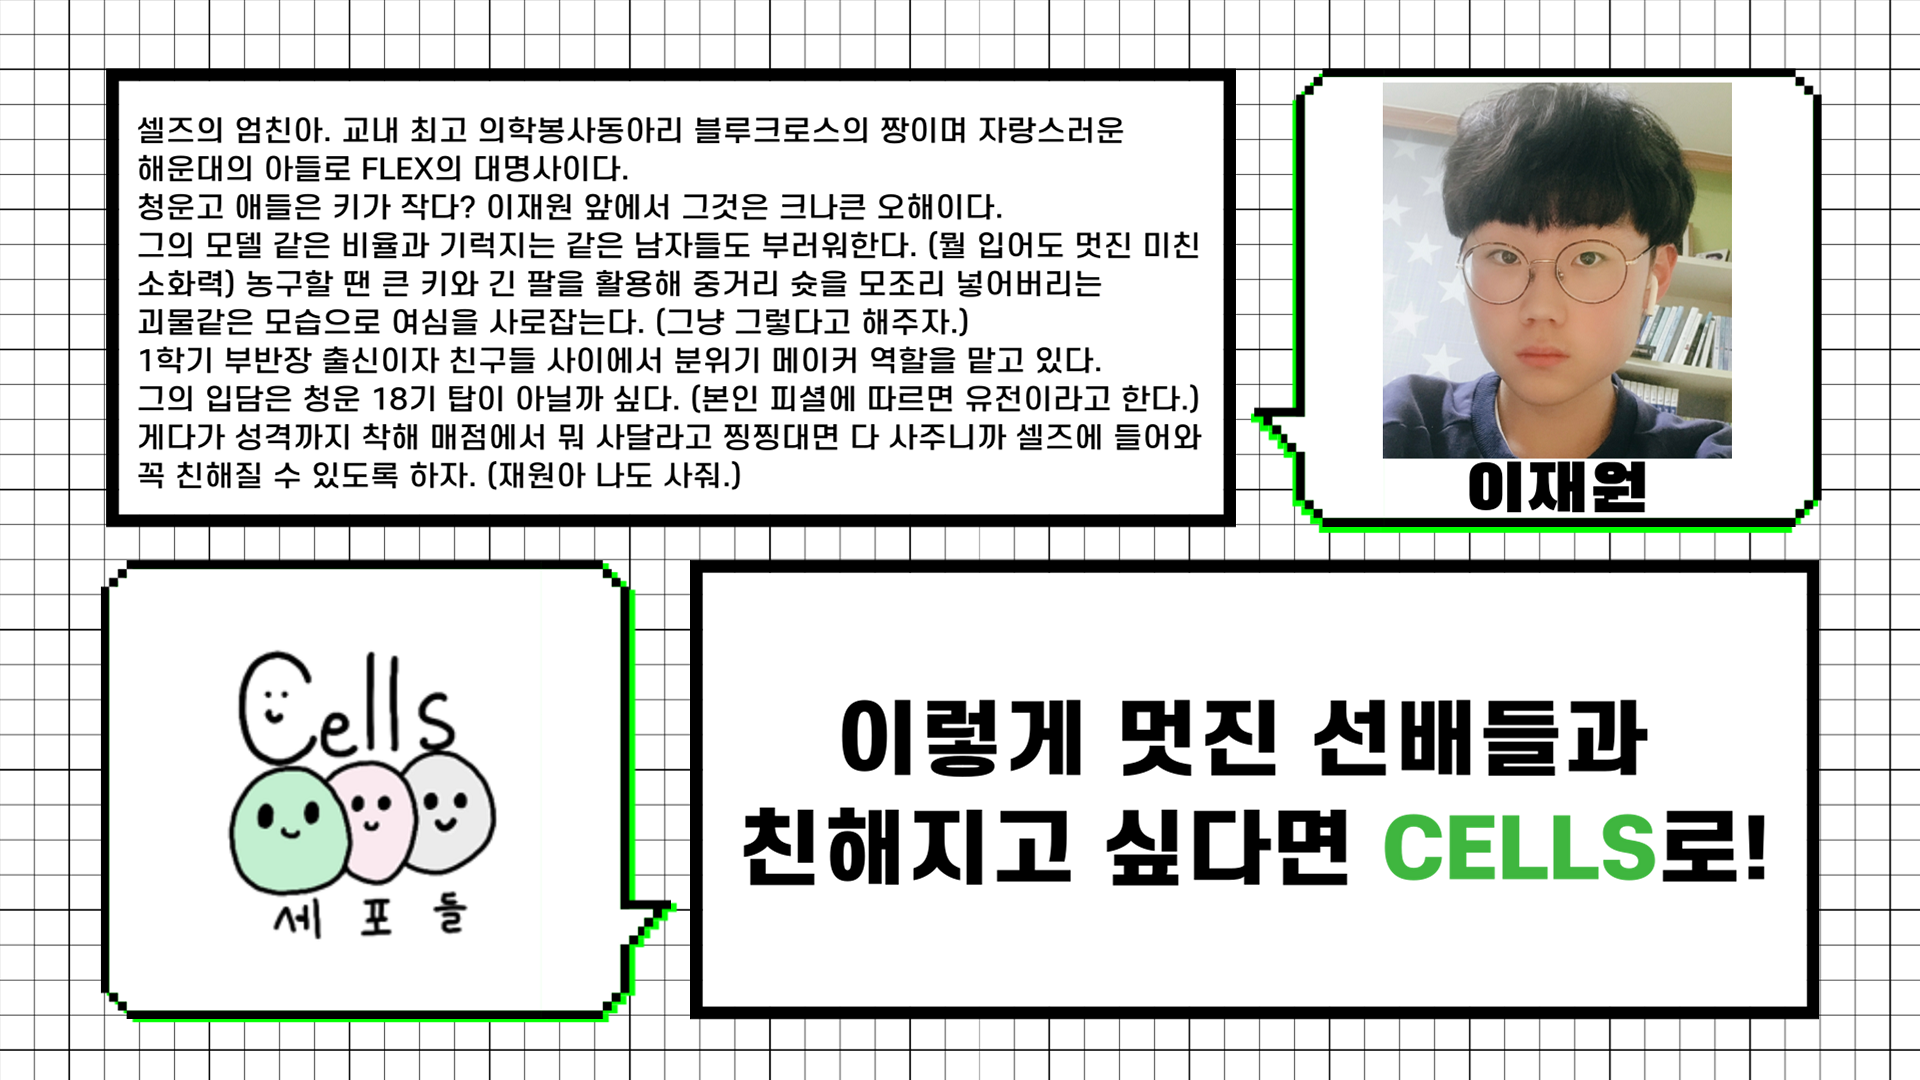 셀즈의 엄친아. 교내 최고 의학봉사동아리 블루크로스의 짱이며 자랑스러운
해운대의 아들로 FLEX의 대명사이다.
청운고 애들은 키가 작다? 이재원 앞에서 그것은 크나큰 오해이다.
그의 모델 같은 비율과 기럭지는 같은 남자들도 부러워한다. (뭘 입어도 멋진 미친
소화력) 농구할 땐 큰 키와 긴 팔을 활용해 중거리 슛을 모조리 넣어버리는
괴물같은 모습으로 여심을 사로잡는다. (그냥 그렇다고 해주자.)
1학기 부반장 출신이자 친구들 사이에서 분위기 메이커 역할을 맡고 있다.
그의 입담은 청운 18기 탑이 아닐까 싶다. (본인 피셜에 따르면 유전이라고 한다.)
게다가 성격까지 착해 매점에서 뭐 사달라고 찡찡대면 다 사주니까 셀즈에 들어와
꼭 친해질 수 있도록 하자. (재원아 나도 사줘.)
이재원
Cells
세 포 들
이렇게 멋진 선배들과
친해지고 싶다면 CELLS로!